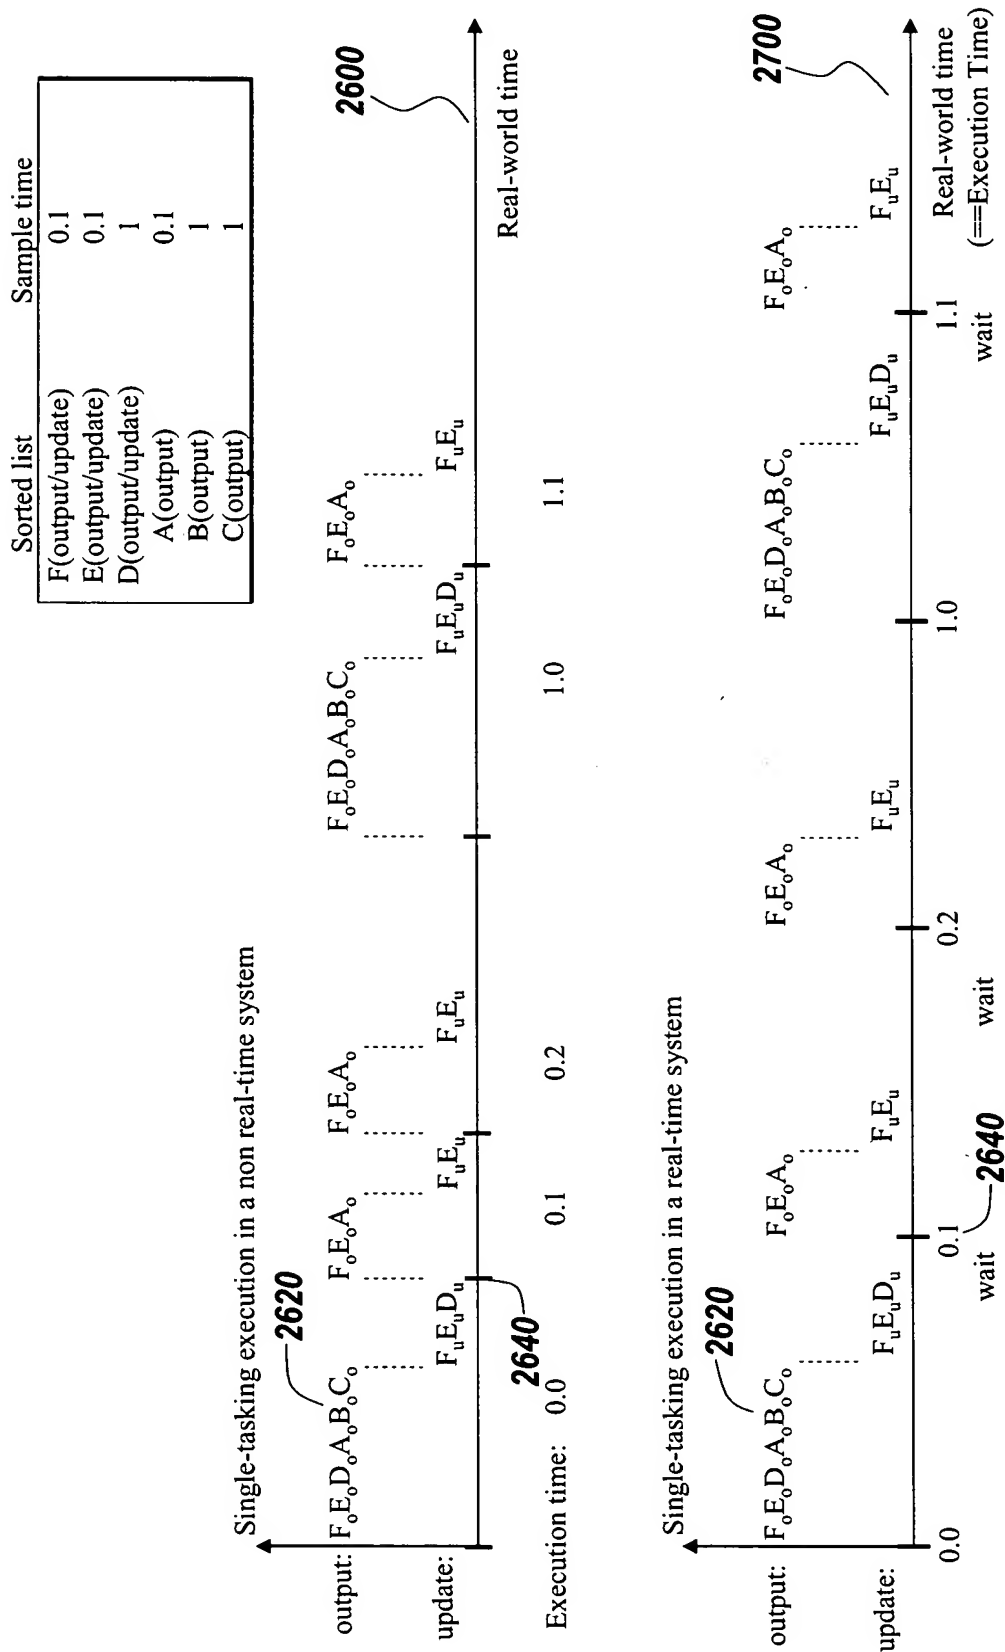 Sorted list Sample time
F(output/update) 0.1
E(output/update) 0.1
D(output/update) 1
A(output) 0.1
B(output) 1
C(output) 1
Single-tasking execution in a non real-time system
2600
2620
output: FₒEₒDₒAₒBₒCₒ FₒEₒAₒ FₒEₒAₒ FₒEₒDₒAₒBₒCₒ FₒEₒAₒ
update: FᵤEᵤDᵤ FᵤEᵤ FᵤEᵤ FᵤEᵤDᵤ FᵤEᵤ
Real-world time
2640
Execution time: 0.0 0.1 0.2 1.0 1.1
Single-tasking execution in a real-time system
2620
2700
output: FₒEₒDₒAₒBₒCₒ FₒEₒAₒ FₒEₒAₒ FₒEₒDₒAₒBₒCₒ FₒEₒAₒ
update: FᵤEᵤDᵤ FᵤEᵤ FᵤEᵤ FᵤEᵤDᵤ FᵤEᵤ
0.0 0.1 0.2 1.0 1.1 Real-world time
wait 2640 wait wait (==Execution Time)